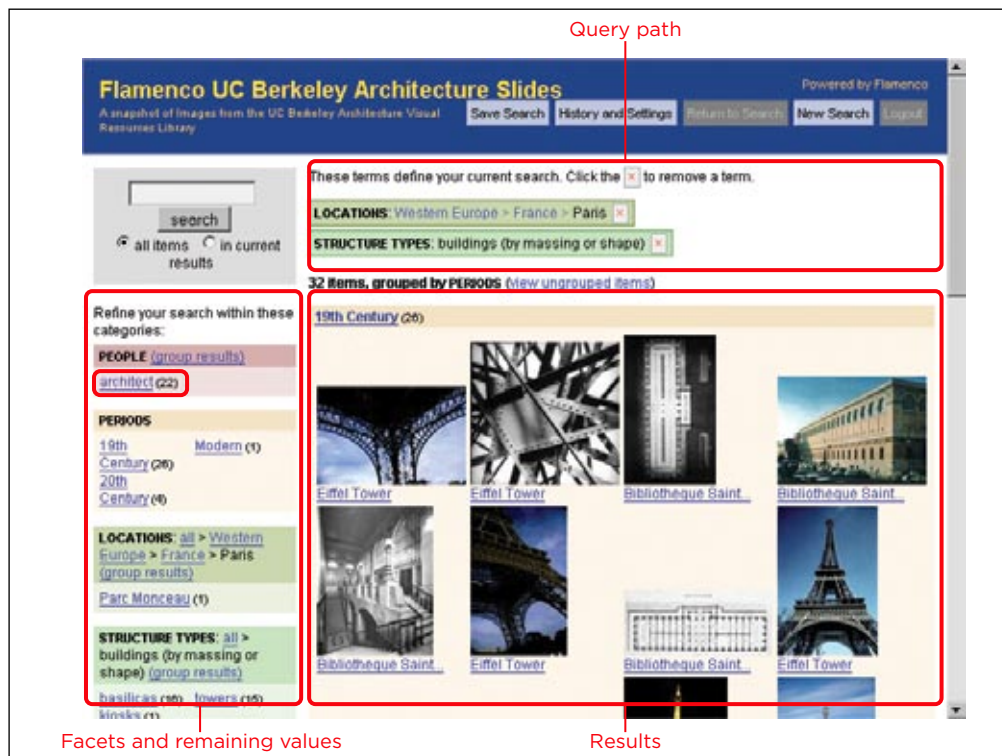 Query path
Flamenco UC Berkeley Architecture Slides
Powered by Flamenco
A snapshot of Images from the UC Berkeley Architecture Visual
Resources Library
Save Search History and Settings Return to Search New Search Logout
These terms define your current search. Click the x to remove a term.
LOCATIONS: Western Europe > France > Paris x
STRUCTURE TYPES: buildings (by massing or shape) x
search
all items in current
results
32 items, grouped by PERIODS (view ungrouped items)
Refine your search within these
categories:
PEOPLE (group results)
architect (22)
PERIODS
19th
Century (26)
20th
Century (4)
Modern (1)
LOCATIONS: all > Western
Europe > France > Paris
(group results)
Parc Monceau (1)
STRUCTURE TYPES: all >
buildings (by massing or
shape) (group results)
basilicas (16) towers (15)
kiosks (1)
19th Century (26)
Eiffel Tower
Eiffel Tower
Bibliotheque Saint...
Bibliotheque Saint...
Bibliotheque Saint...
Eiffel Tower
Bibliotheque Saint...
Eiffel Tower
Facets and remaining values
Results